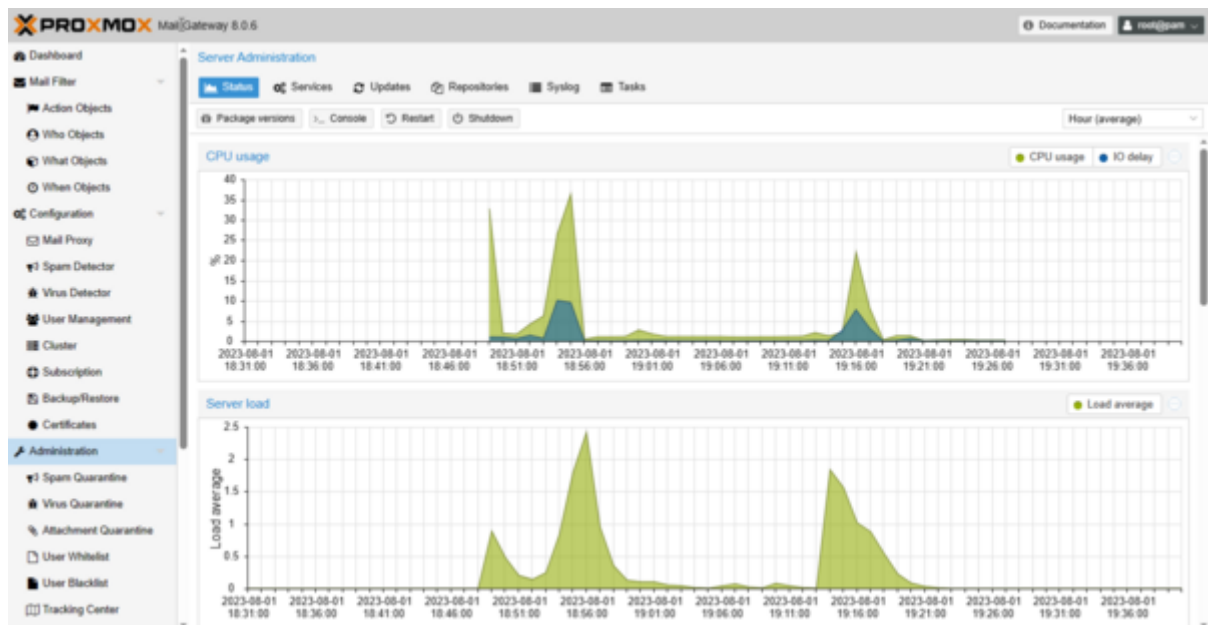 PROXMOX Mail Gateway 8.0.6
Documentation
root@pam
Dashboard
Mail Filter
Action Objects
Who Objects
What Objects
When Objects
Configuration
Mail Proxy
Spam Detector
Virus Detector
User Management
Cluster
Subscription
Backup/Restore
Certificates
Administration
Spam Quarantine
Virus Quarantine
Attachment Quarantine
User Whitelist
User Blacklist
Tracking Center
Server Administration
Status Services Updates Repositories Syslog Tasks
Package versions Console Restart Shutdown
Hour (average)
CPU usage
CPU usage IO delay
40
35
30
25
20
15
10
5
0
%
2023-08-01 2023-08-01 2023-08-01 2023-08-01 2023-08-01 2023-08-01 2023-08-01 2023-08-01 2023-08-01 2023-08-01 2023-08-01 2023-08-01 2023-08-01 2023-08-01
18:31:00 18:36:00 18:41:00 18:46:00 18:51:00 18:56:00 19:01:00 19:06:00 19:11:00 19:16:00 19:21:00 19:26:00 19:31:00 19:36:00
Server load
Load average
2.5
2
1.5
1
0.5
0
Load average
2023-08-01 2023-08-01 2023-08-01 2023-08-01 2023-08-01 2023-08-01 2023-08-01 2023-08-01 2023-08-01 2023-08-01 2023-08-01 2023-08-01 2023-08-01 2023-08-01
18:31:00 18:36:00 18:41:00 18:46:00 18:51:00 18:56:00 19:01:00 19:06:00 19:11:00 19:16:00 19:21:00 19:26:00 19:31:00 19:36:00